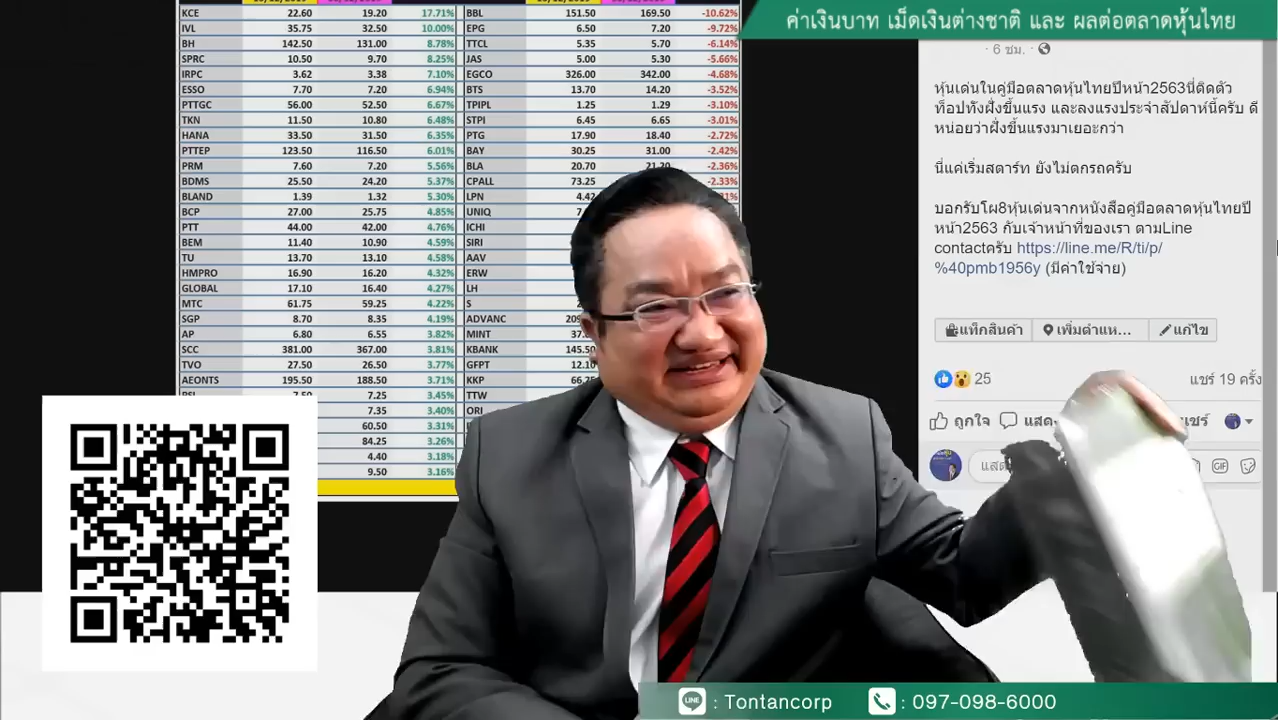 ค่าเงินบาท เม็ดเงินต่างชาติ และ ผลต่อตลาดหุ้นไทย
KCE 22.60 19.20 17.71% BBL 151.50 169.50 -10.62%
IVL 35.75 32.50 10.00% EPG 6.50 7.20 -9.72%
BH 142.50 131.00 8.78% TTCL 5.35 5.70 -6.14%
SPRC 10.50 9.70 8.25% JAS 5.00 5.30 -5.66%
IRPC 3.62 3.38 7.10% EGCO 326.00 342.00 -4.68%
ESSO 7.70 7.20 6.94% BTS 13.70 14.20 -3.52%
PTTGC 56.00 52.50 6.67% TPIPL 1.25 1.29 -3.10%
TKN 11.50 10.80 6.48% STPI 6.45 6.65 -3.01%
HANA 33.50 31.50 6.35% PTG 17.90 18.40 -2.72%
PTTEP 123.50 116.50 6.01% BAY 30.25 31.00 -2.42%
PRM 7.60 7.20 5.56% BLA 20.70 21.20 -2.36%
BDMS 25.50 24.20 5.37% CPALL 73.25 -2.33%
BLAND 1.39 1.32 5.30% LPN 4.42
BCP 27.00 25.75 4.85% UNIQ
PTT 44.00 42.00 4.76% ICHI
BEM 11.40 10.90 4.59% SIRI
TU 13.70 13.10 4.58% AAV
HMPRO 16.90 16.20 4.32% ERW
GLOBAL 17.10 16.40 4.27% LH
MTC 61.75 59.25 4.22% S
SGP 8.70 8.35 4.19% ADVANC
AP 6.80 6.55 3.82% MINT
SCC 381.00 367.00 3.81% KBANK 145.50
TVO 27.50 26.50 3.77% GFPT 12.10
AEONTS 195.50 188.50 3.71% KKP
7.25 3.45% TTW
7.35 3.40% ORI
60.50 3.31%
84.25 3.26%
4.40 3.18%
9.50 3.16%
6 ชม.
หุ้นเด่นในคู่มือตลาดหุ้นไทยปีหน้า2563นี่ติดตัว
ท็อปทั้งฝั่งขึ้นแรง และลงแรงประจำสัปดาห์นี้ครับ ดี
หน่อยว่าฝั่งขึ้นแรงมาเยอะกว่า
นี่แค่เริ่มสตาร์ท ยังไม่ตกรถครับ
บอกรับโผ8หุ้นเด่นจากหนังสือคู่มือตลาดหุ้นไทยปี
หน้า2563 กับเจ้าหน้าที่ของเรา ตามLine
contactครับ https://line.me/R/ti/p/
%40pmb1956y (มีค่าใช้จ่าย)
แท็กสินค้า เพิ่มตำแห... แก้ไข
25 แชร์ 19 ครั้ง
ถูกใจ
GIF
LINE : Tontancorp : 097-098-6000